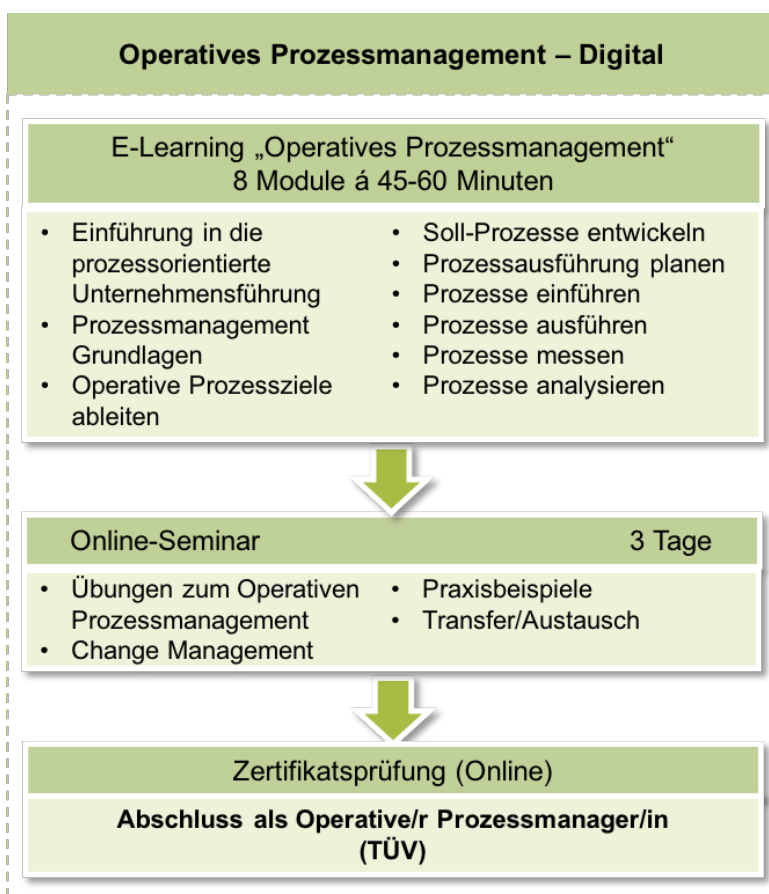 Operatives Prozessmanagement – Digital
E-Learning „Operatives Prozessmanagement“
8 Module á 45-60 Minuten
• Einführung in die
prozessorientierte
Unternehmensführung
• Prozessmanagement
Grundlagen
• Operative Prozessziele
ableiten
• Soll-Prozesse entwickeln
• Prozessausführung planen
• Prozesse einführen
• Prozesse ausführen
• Prozesse messen
• Prozesse analysieren
Online-Seminar 3 Tage
• Übungen zum Operativen
Prozessmanagement
• Change Management
• Praxisbeispiele
• Transfer/Austausch
Zertifikatsprüfung (Online)
Abschluss als Operative/r Prozessmanager/in
(TÜV)